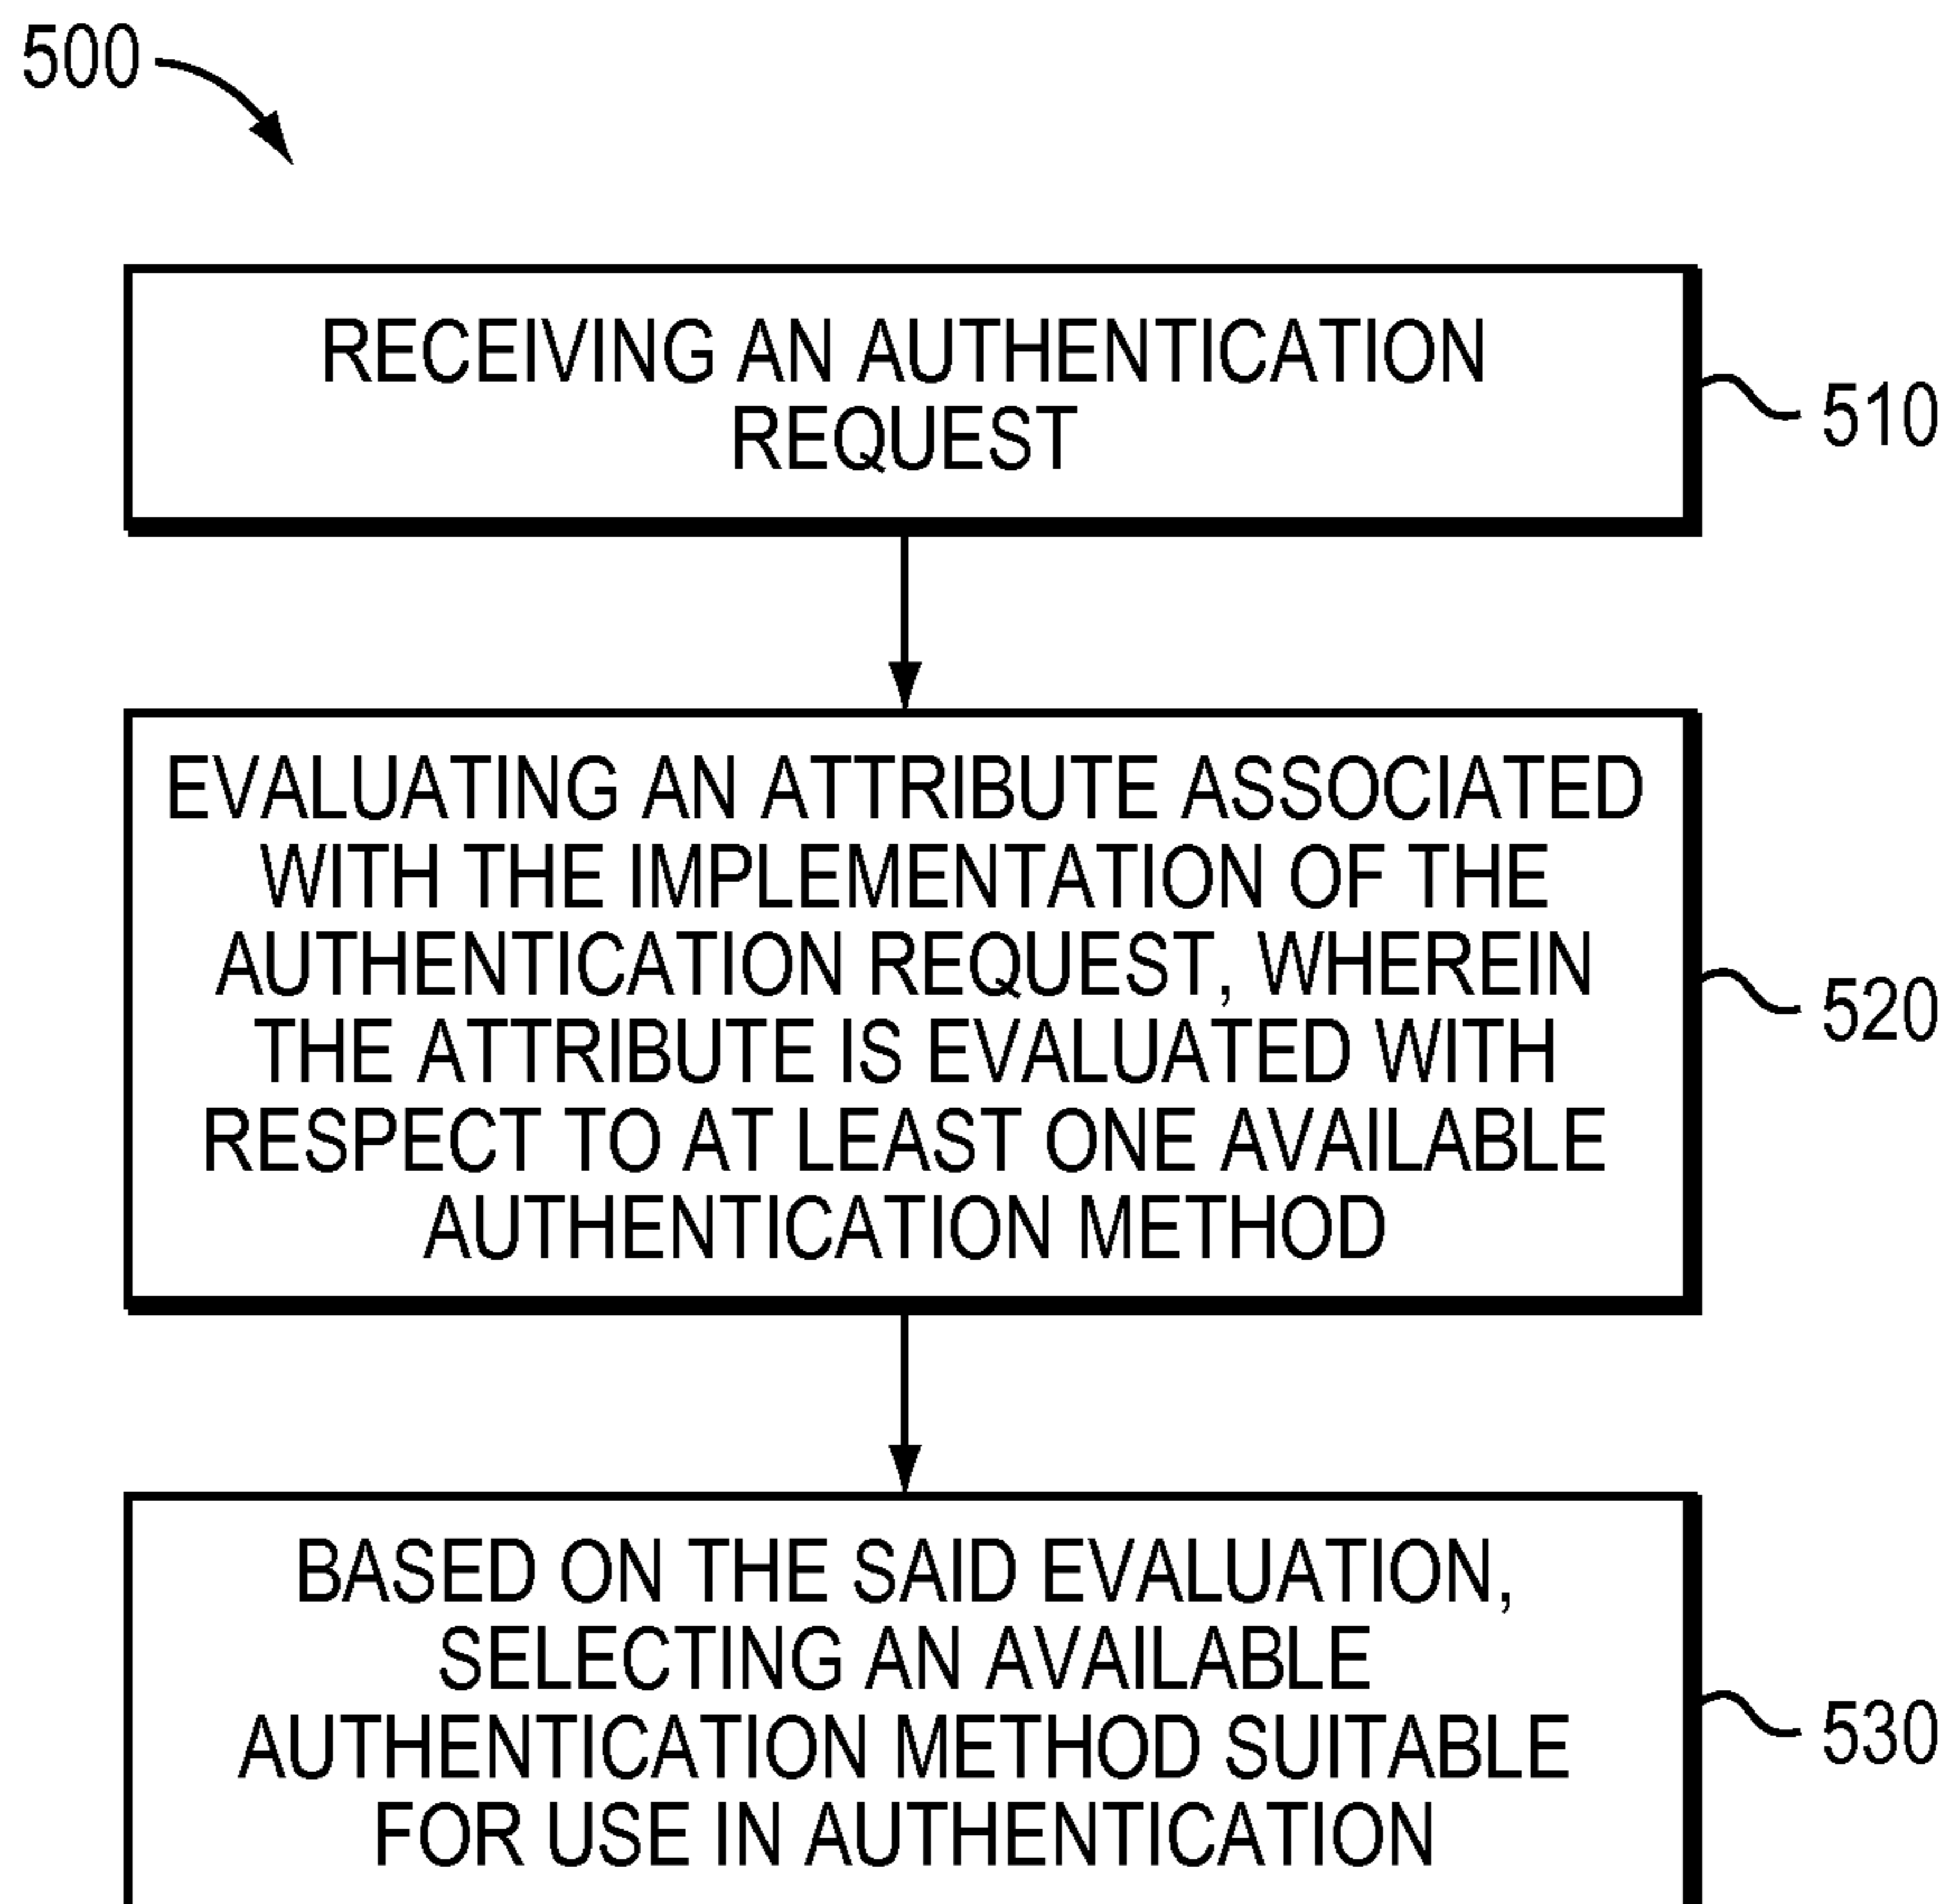 500
RECEIVING AN AUTHENTICATION
REQUEST
510
EVALUATING AN ATTRIBUTE ASSOCIATED
WITH THE IMPLEMENTATION OF THE
AUTHENTICATION REQUEST, WHEREIN
THE ATTRIBUTE IS EVALUATED WITH
RESPECT TO AT LEAST ONE AVAILABLE
AUTHENTICATION METHOD
520
BASED ON THE SAID EVALUATION,
SELECTING AN AVAILABLE
AUTHENTICATION METHOD SUITABLE
FOR USE IN AUTHENTICATION
530